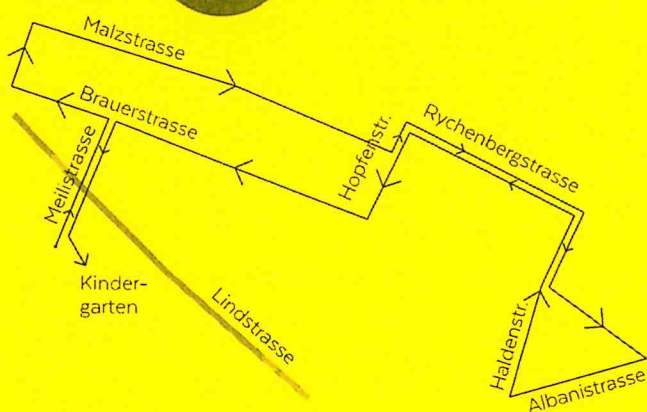 Malzstrasse
Brauerstrasse
Meilistrasse
Hopfenstr.
Rychenbergstrasse
Kinder-
garten
Lindstrasse
Haldenstr.
Albanistrasse